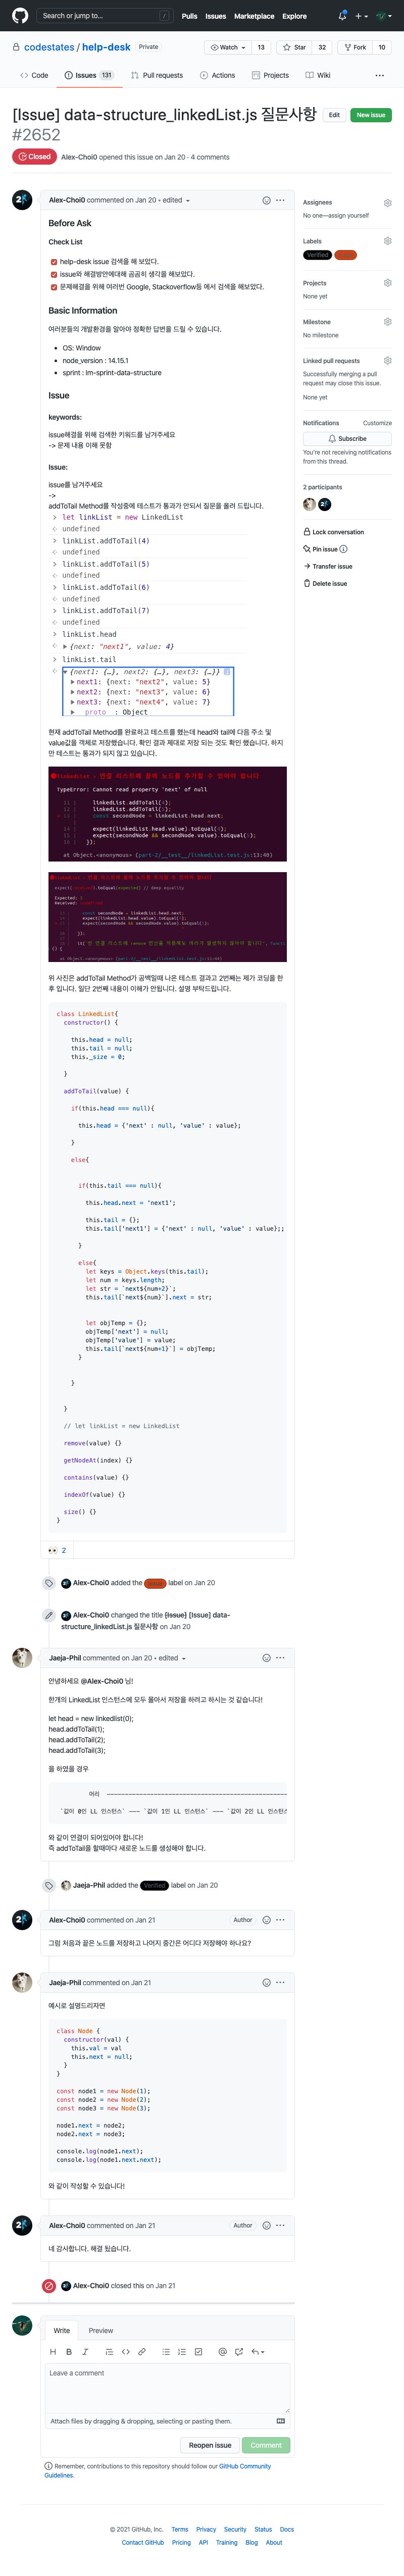 Search or jump to...
/
Pulls Issues Marketplace Explore
codestates / help-desk Private
Watch 13 Star 32 Fork 10
Code Issues 131 Pull requests Actions Projects Wiki
[Issue] data-structure_linkedList.js 질문사항
#2652
Edit New issue
Closed Alex-Choi0 opened this issue on Jan 20 · 4 comments
Alex-Choi0 commented on Jan 20 • edited
Before Ask
Check List
help-desk issue 검색을 해 보았다.
issue와 해결방안에대해 곰곰히 생각을 해보았다.
문제해결을 위해 여러번 Google, Stackoverflow등 에서 검색을 해보았다.
Basic Information
여러분들의 개발환경을 알아야 정확한 답변을 드릴 수 있습니다.
• OS: Window
• node_version : 14.15.1
• sprint : im-sprint-data-structure
Issue
keywords:
issue해결을 위해 검색한 키워드를 남겨주세요
-> 문제 내용 이해 못함
Issue:
issue를 남겨주세요
->
addToTail Method를 작성중에 테스트가 통과가 안되서 질문을 올려 드립니다.
> let linkList = new LinkedList
undefined
> linkList.addToTail(4)
undefined
> linkList.addToTail(5)
undefined
> linkList.addToTail(6)
undefined
> linkList.addToTail(7)
undefined
> linkList.head
{next: "next1", value: 4}
> linkList.tail
{next1: {…}, next2: {…}, next3: {…}}
next1: {next: "next2", value: 5}
next2: {next: "next3", value: 6}
next3: {next: "next4", value: 7}
__proto__: Object
현재 addToTail Method를 완료하고 테스트를 했는데 head와 tail에 다음 주소 및
value값을 객체로 저장했습니다. 확인 결과 제대로 저장 되는 것도 확인 했습니다. 하지
만 테스트는 통과가 되지 않고 있습니다.
TypeError: Cannot read property 'next' of null
linkedList.addToTail(4);
linkedList.addToTail(5);
const secondNode = linkedList.head.next;
expect(linkedList.head.value).toEqual(4);
expect(secondNode && secondNode.value).toEqual(5);
});
at Object.<anonymous> (part-2/__test__/linkedList.test.js:13:40)
위 사진은 addToTail Method가 공백일때 나온 테스트 결과고 2번째는 제가 코딩을 한
후 입니다. 일단 2번째 내용이 이해가 안됩니다. 설명 부탁드립니다.
class LinkedList{
constructor() {
this.head = null;
this.tail = null;
this._size = 0;
}
addToTail(value) {
if(this.head === null){
this.head = {'next' : null, 'value' : value};
}
else{
if(this.tail === null){
this.head.next = 'next1';
this.tail = {};
this.tail['next1'] = {'next' : null, 'value' : value};;
}
else{
let keys = Object.keys(this.tail);
let num = keys.length;
let str = `next${num+2}`;
this.tail[`next${num}`].next = str;
let objTemp = {};
objTemp['next'] = null;
objTemp['value'] = value;
this.tail[`next${num+1}`] = objTemp;
}
}
}
// let linkList = new LinkedList
remove(value) {}
getNodeAt(index) {}
contains(value) {}
indexOf(value) {}
size() {}
}
👀 2
Alex-Choi0 added the label on Jan 20
Alex-Choi0 changed the title [Issue] [Issue] data-
structure_linkedList.js 질문사항 on Jan 20
Jaeja-Phil commented on Jan 20 • edited
안녕하세요 @Alex-Choi0 님!
한개의 LinkedList 인스턴스에 모두 몰아서 저장을 하려고 하시는 것 같습니다!
let head = new linkedlist(0);
head.addToTail(1);
head.addToTail(2);
head.addToTail(3);
을 하였을 경우
머리 ------------------------------------------------
`값이 0인 LL 인스턴스` --- `값이 1인 LL 인스턴스` --- `값이 2인 LL 인스턴스
와 같이 연결이 되어있어야 합니다!
즉 addToTail을 할때마다 새로운 노드를 생성해야 합니다.
Jaeja-Phil added the Verified label on Jan 20
Alex-Choi0 commented on Jan 21 Author
그럼 처음과 끝은 노드를 저장하고 나머지 중간은 어디다 저장해야 하나요?
Jaeja-Phil commented on Jan 21
예시로 설명드리자면
class Node {
constructor(val) {
this.val = val
this.next = null;
}
}
const node1 = new Node(1);
const node2 = new Node(2);
const node3 = new Node(3);
node1.next = node2;
node2.next = node3;
console.log(node1.next);
console.log(node1.next.next);
와 같이 작성할 수 있습니다!
Alex-Choi0 commented on Jan 21 Author
네 감사합니다. 해결 됬습니다.
Alex-Choi0 closed this on Jan 21
Write Preview
Leave a comment
Attach files by dragging & dropping, selecting or pasting them.
Reopen issue Comment
Remember, contributions to this repository should follow our GitHub Community
Guidelines.
Assignees
No one—assign yourself
Labels
Verified
Projects
None yet
Milestone
No milestone
Linked pull requests
Successfully merging a pull
request may close this issue.
None yet
Notifications Customize
Subscribe
You're not receiving notifications
from this thread.
2 participants
Lock conversation
Pin issue
Transfer issue
Delete issue
© 2021 GitHub, Inc. Terms Privacy Security Status Docs
Contact GitHub Pricing API Training Blog About